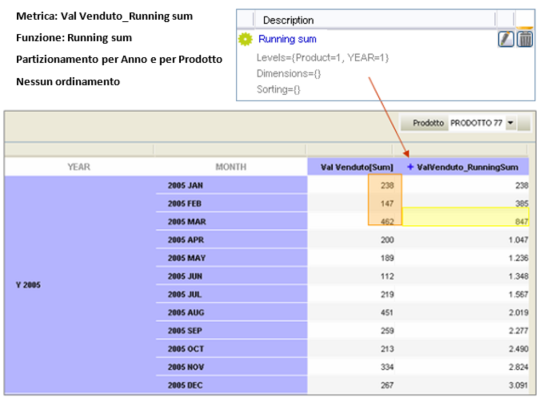 Metrica: Val Venduto_Running sum
Funzione: Running sum
Partizionamento per Anno e per Prodotto
Nessun ordinamento
Description
Running sum
Levels={Product=1, YEAR=1}
Dimensions={}
Sorting={}
Prodotto PRODOTTO 77
YEAR MONTH Val Venduto[Sum] ValVenduto_RunningSum
2005 JAN 238 238
2005 FEB 147 385
2005 MAR 462 847
2005 APR 200 1.047
2005 MAY 189 1.236
2005 JUN 112 1.348
Y 2005
2005 JUL 219 1.567
2005 AUG 451 2.019
2005 SEP 259 2.277
2005 OCT 213 2.490
2005 NOV 334 2.824
2005 DEC 267 3.091